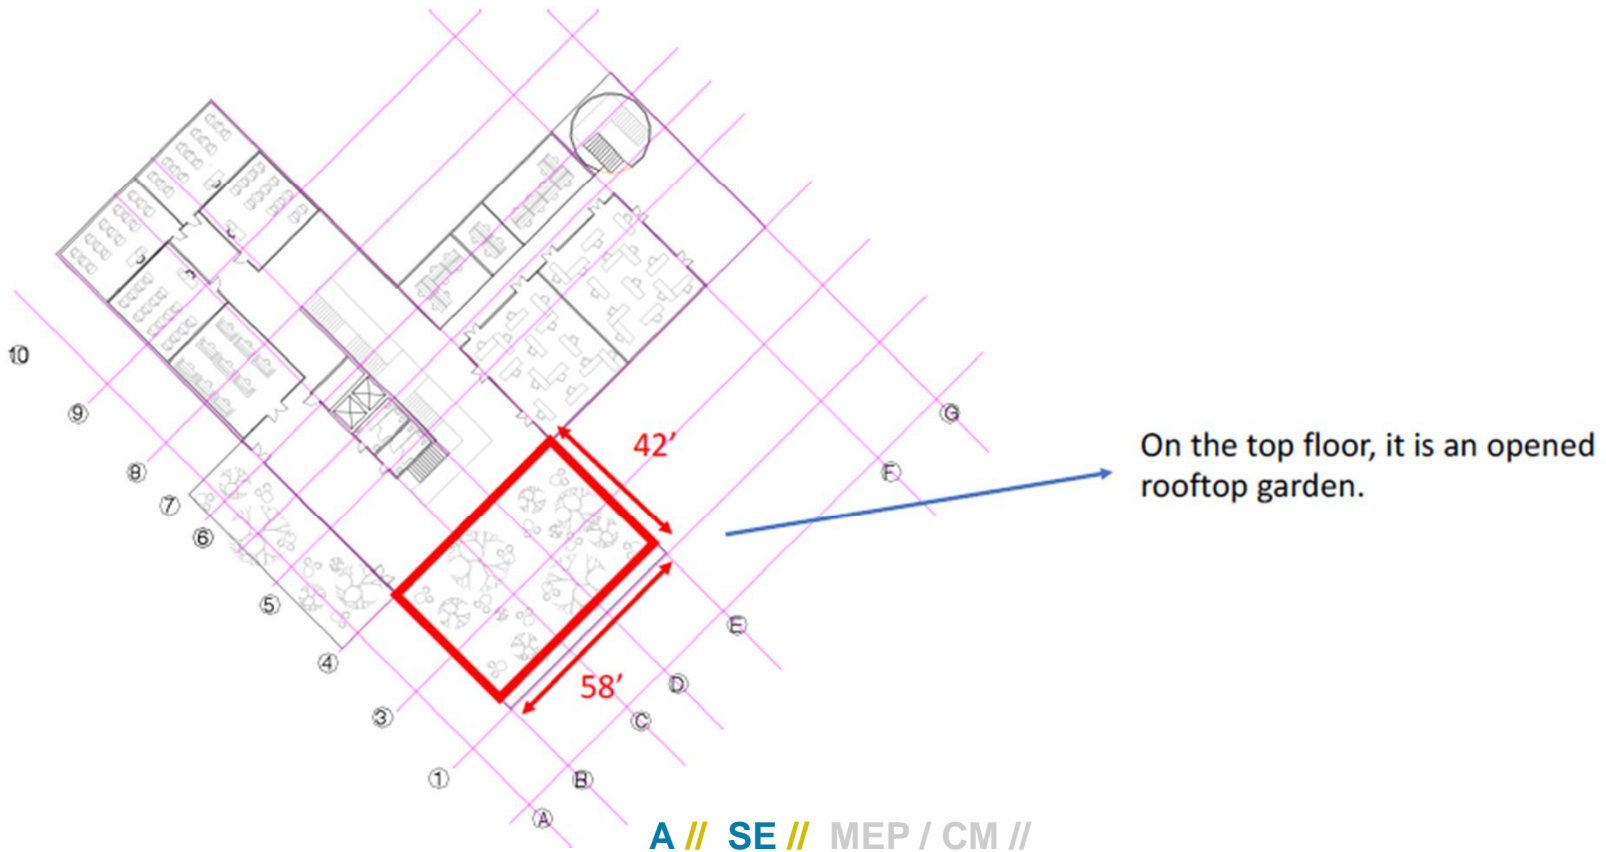 42'
On the top floor, it is an opened
rooftop garden.
58'
10
9
8
7
6
5
4
3
1
G
F
E
D
C
B
A
A // SE // MEP / CM //